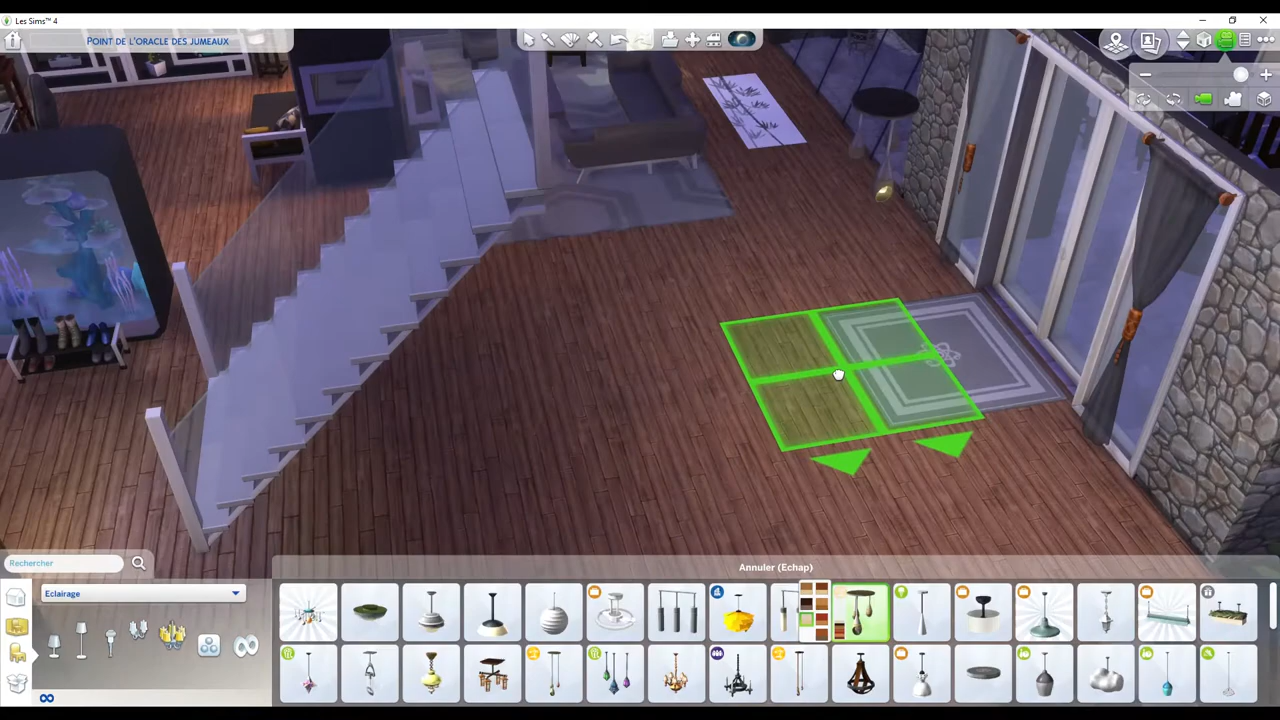 Les Sims™ 4
POINT DE L'ORACLE DES JUMEAUX
Annuler (Echap)
Rechercher
Eclairage